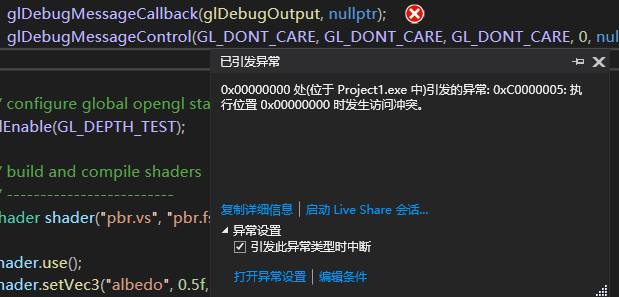 glDebugMessageCallback(glDebugOutput, nullptr);
glDebugMessageControl(GL_DONT_CARE, GL_DONT_CARE, GL_DONT_CARE, 0, nul
已引发异常
0x00000000 处(位于 Project1.exe 中)引发的异常: 0xC0000005: 执
行位置 0x00000000 时发生访问冲突。
/ configure global opengl sta
lEnable(GL_DEPTH_TEST);
/ build and compile shaders
/ -------------------------
hader shader("pbr.vs", "pbr.fs
复制详细信息 | 启动 Live Share 会话...
异常设置
引发此异常类型时中断
hader.use();
hader.setVec3("albedo", 0.5f,
打开异常设置 | 编辑条件